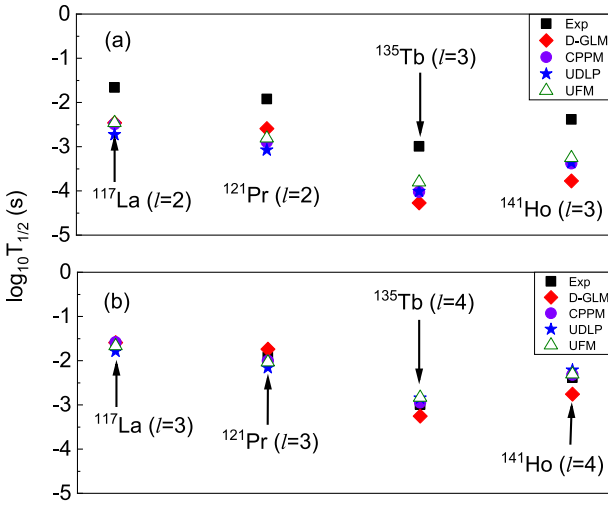 log₁₀T₁/₂ (s)
0
-1
-2
-3
-4
-5
(a)
Exp
D-GLM
CPPM
UDLP
UFM
¹³⁵Tb (l=3)
¹¹⁷La (l=2)
¹²¹Pr (l=2)
¹⁴¹Ho (l=3)
0
-1
-2
-3
-4
-5
(b)
Exp
D-GLM
CPPM
UDLP
UFM
¹³⁵Tb (l=4)
¹¹⁷La (l=3)
¹²¹Pr (l=3)
¹⁴¹Ho (l=4)